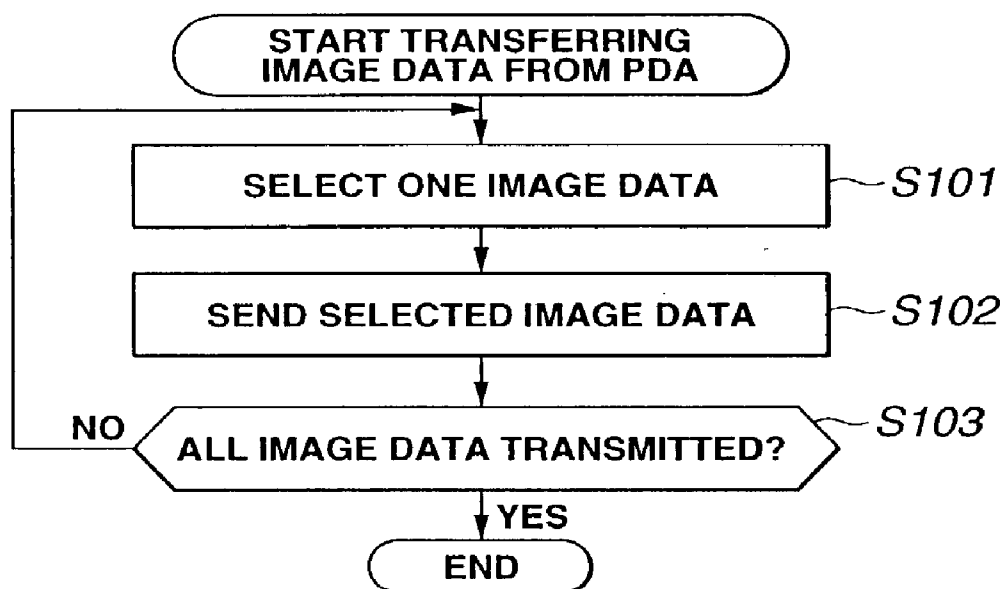 START TRANSFERRING
IMAGE DATA FROM PDA
SELECT ONE IMAGE DATA
S101
SEND SELECTED IMAGE DATA
S102
ALL IMAGE DATA TRANSMITTED?
S103
NO
YES
END